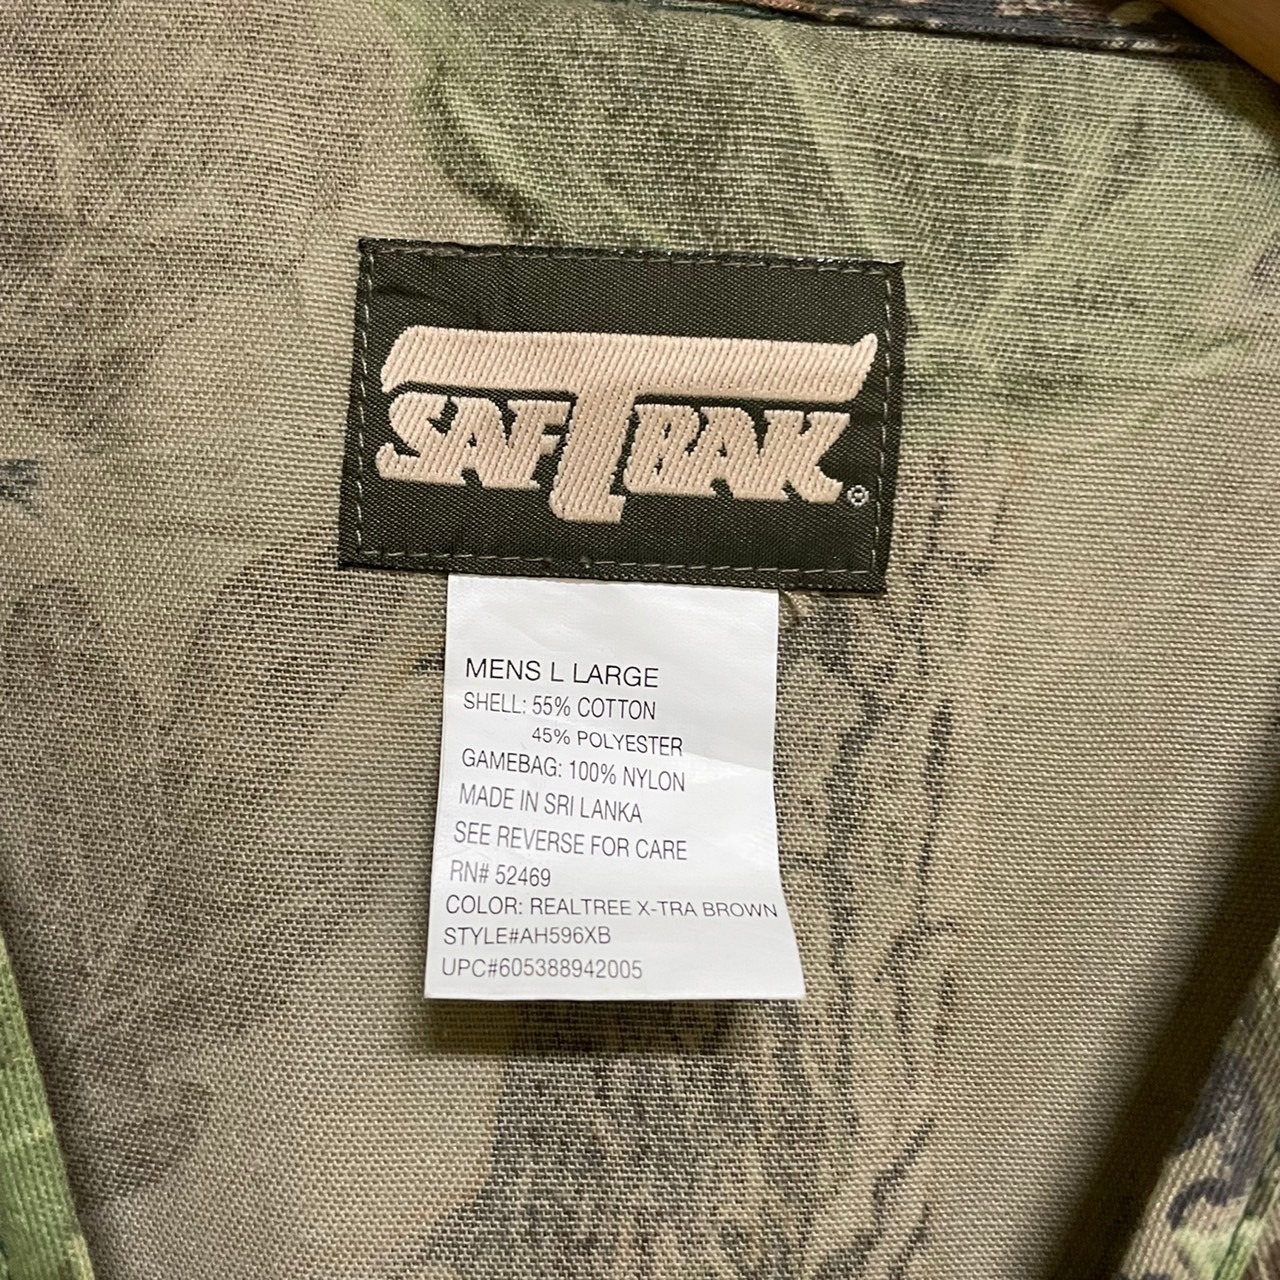 SAFTBAK®
MENS L LARGE
SHELL: 55% COTTON
45% POLYESTER
GAMEBAG: 100% NYLON
MADE IN SRI LANKA
SEE REVERSE FOR CARE
RN# 52469
COLOR: REALTREE X-TRA BROWN
STYLE#AH596XB
UPC#605388942005